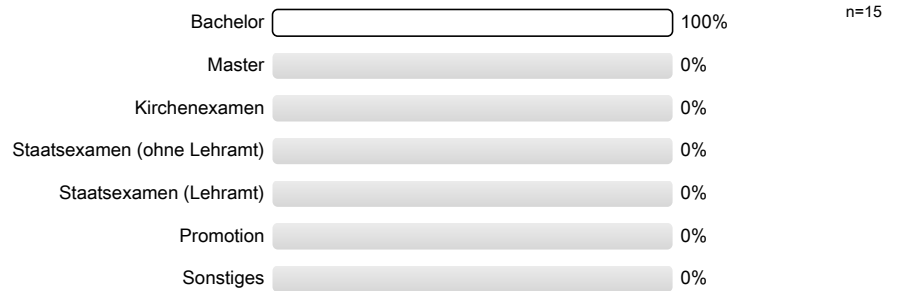 Bachelor 100% n=15
Master 0%
Kirchenexamen 0%
Staatsexamen (ohne Lehramt) 0%
Staatsexamen (Lehramt) 0%
Promotion 0%
Sonstiges 0%